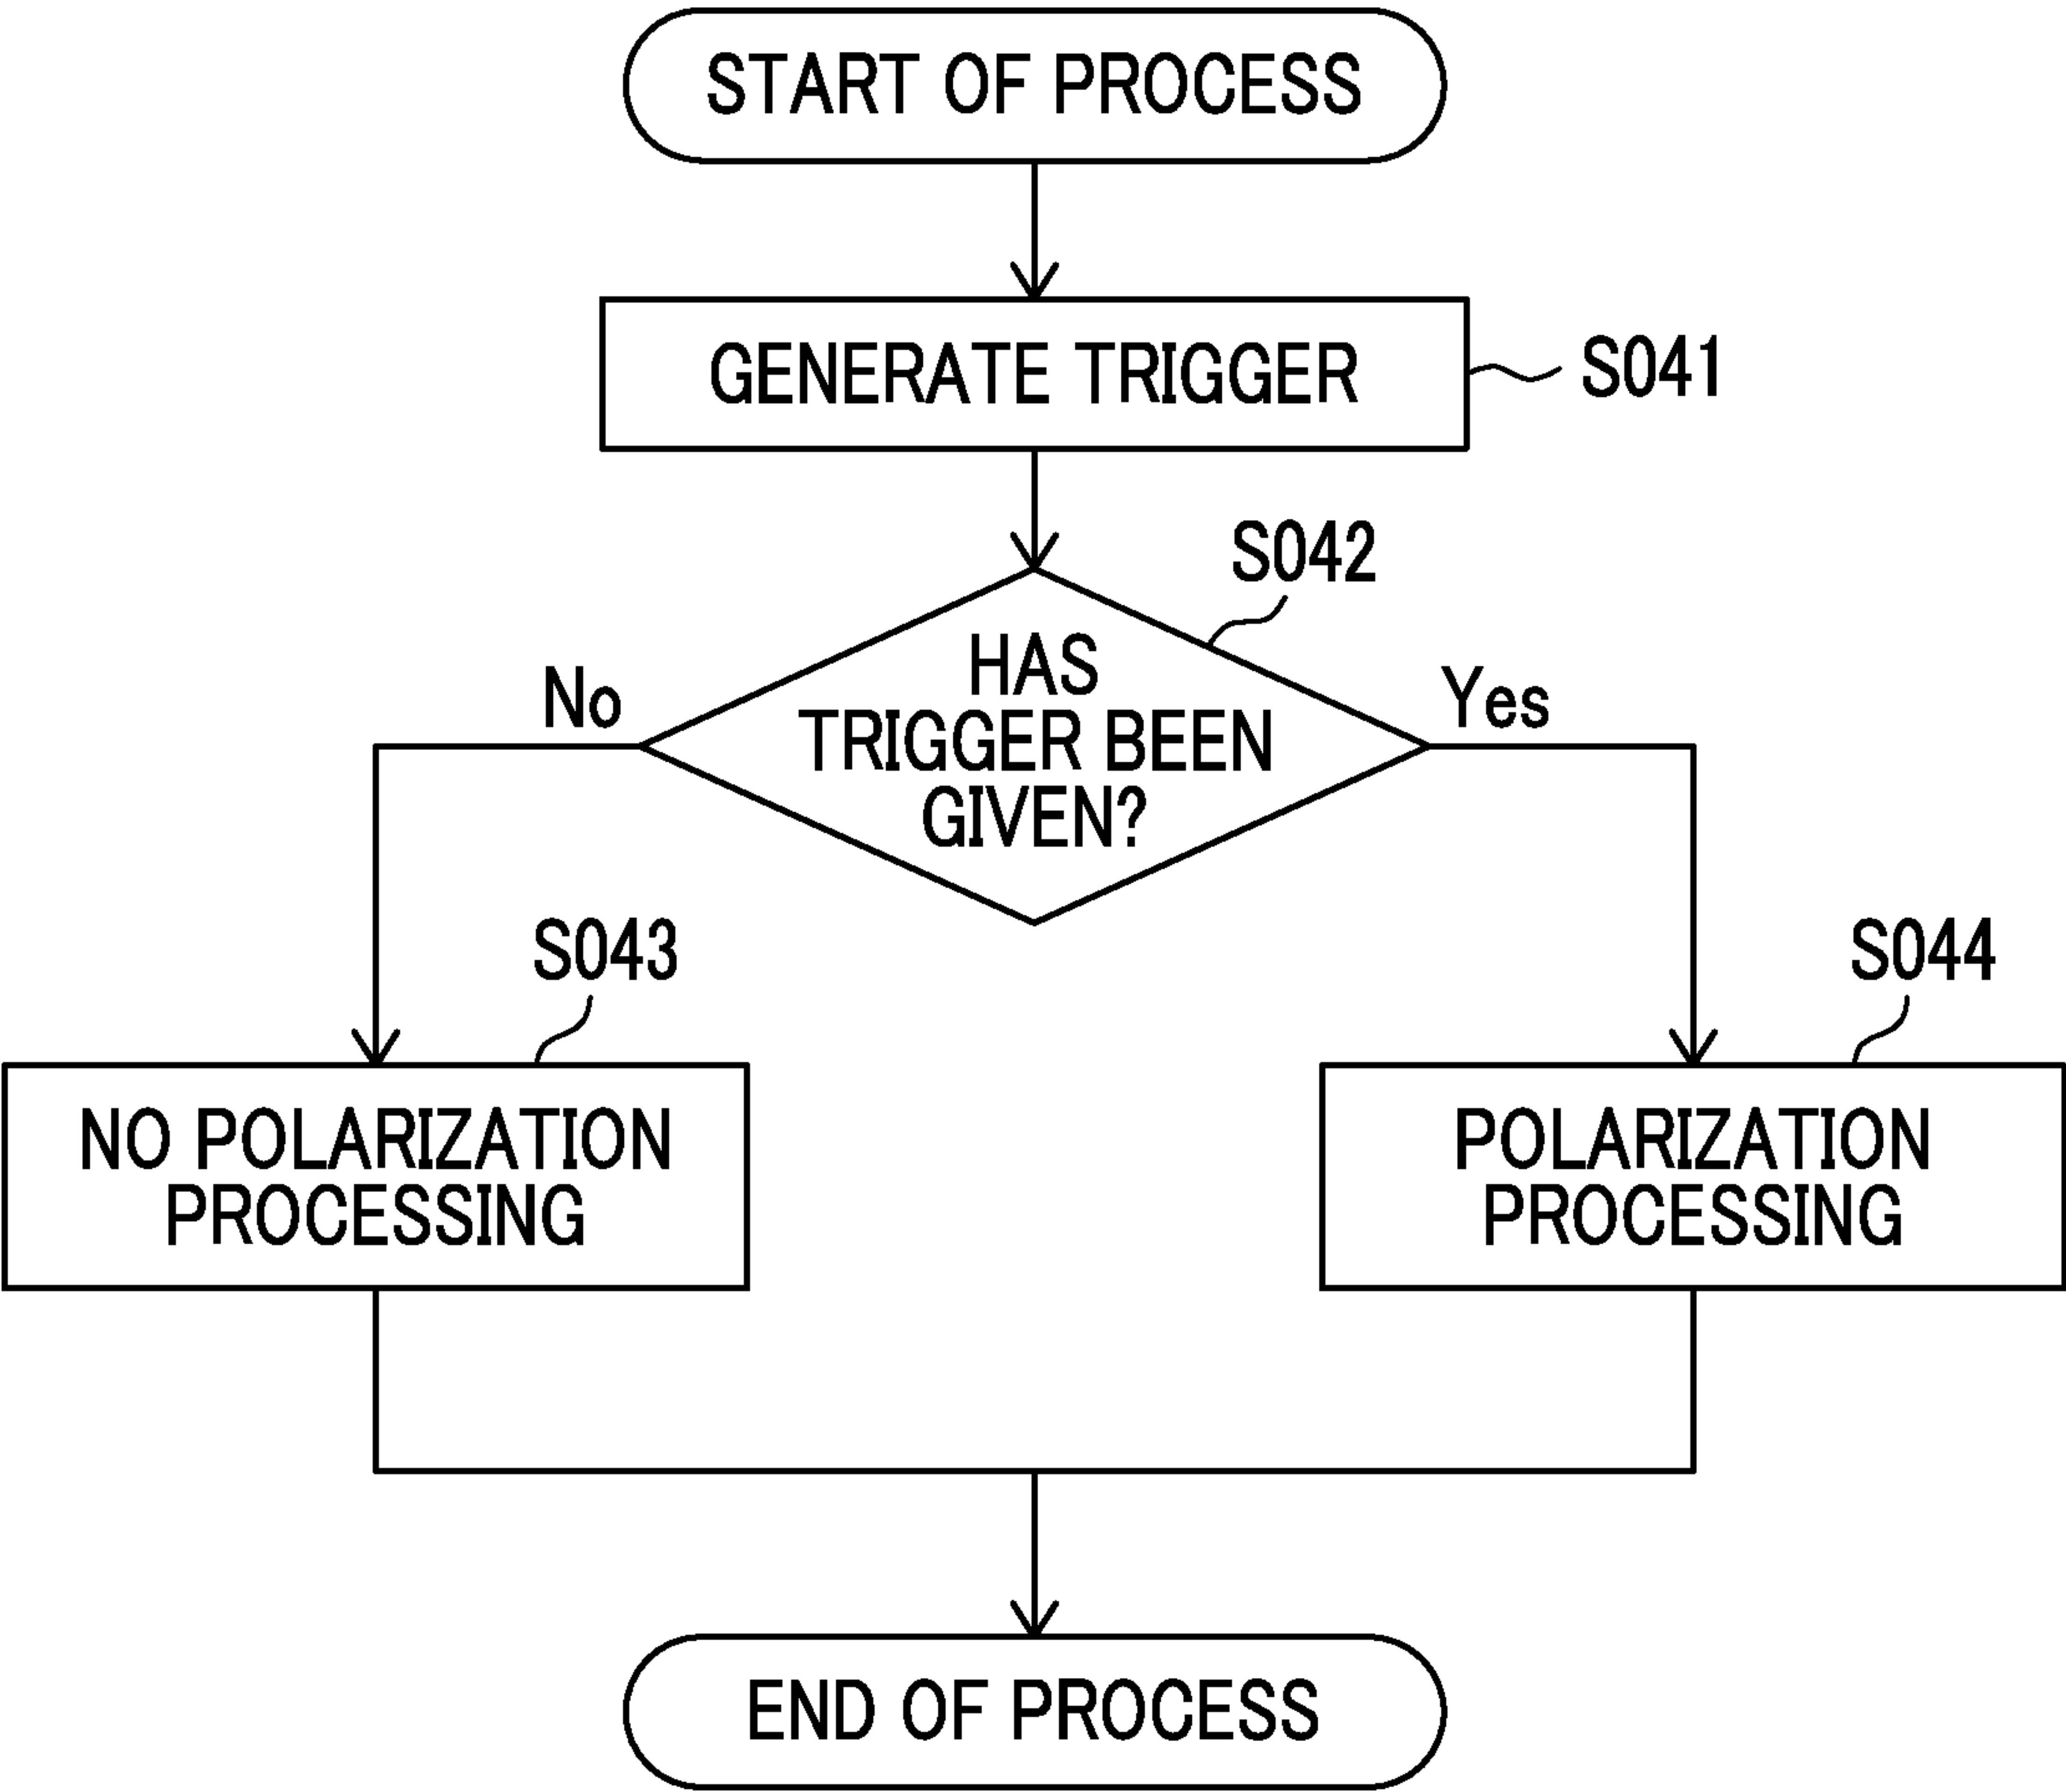 START OF PROCESS
GENERATE TRIGGER
S041
S042
HAS
TRIGGER BEEN
GIVEN?
No
Yes
S043
S044
NO POLARIZATION
PROCESSING
POLARIZATION
PROCESSING
END OF PROCESS